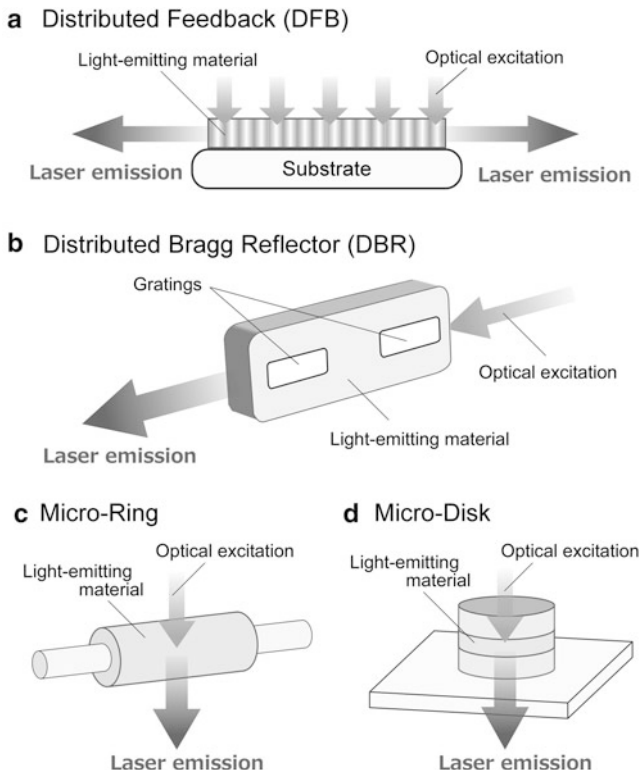 a Distributed Feedback (DFB)
Light-emitting material
Optical excitation
Laser emission
Substrate
Laser emission
b Distributed Bragg Reflector (DBR)
Gratings
Optical excitation
Light-emitting material
Laser emission
c Micro-Ring
Optical excitation
Light-emitting
material
Laser emission
d Micro-Disk
Optical excitation
Light-emitting
material
Laser emission